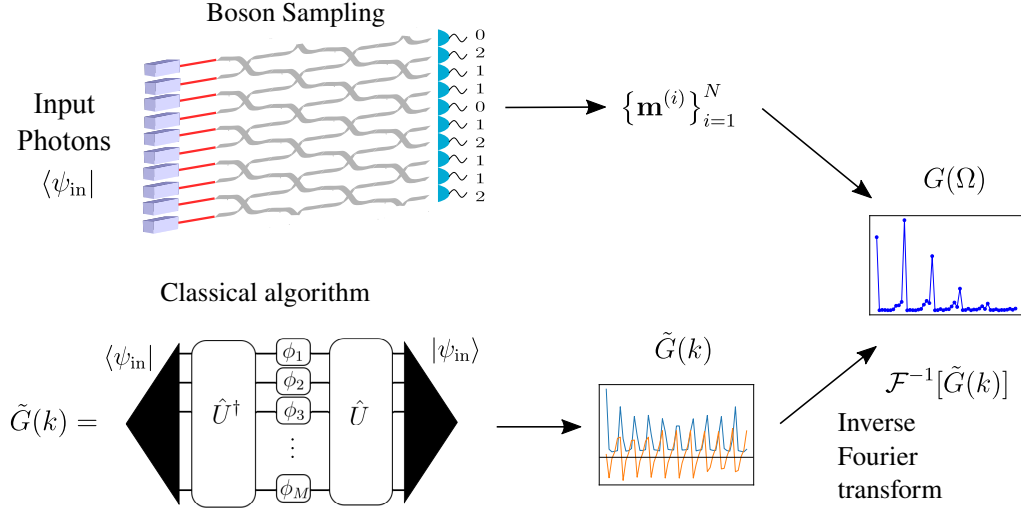 Boson Sampling
Input
Photons
⟨ψ_in|
0
2
1
1
0
1
2
1
1
2
{m^(i)}_{i=1}^N
G(Ω)
Classical algorithm
G̃(k) =
⟨ψ_in|
Û†
ϕ_1
ϕ_2
ϕ_3
⋮
ϕ_M
Û
|ψ_in⟩
G̃(k)
F^{-1}[G̃(k)]
Inverse
Fourier
transform